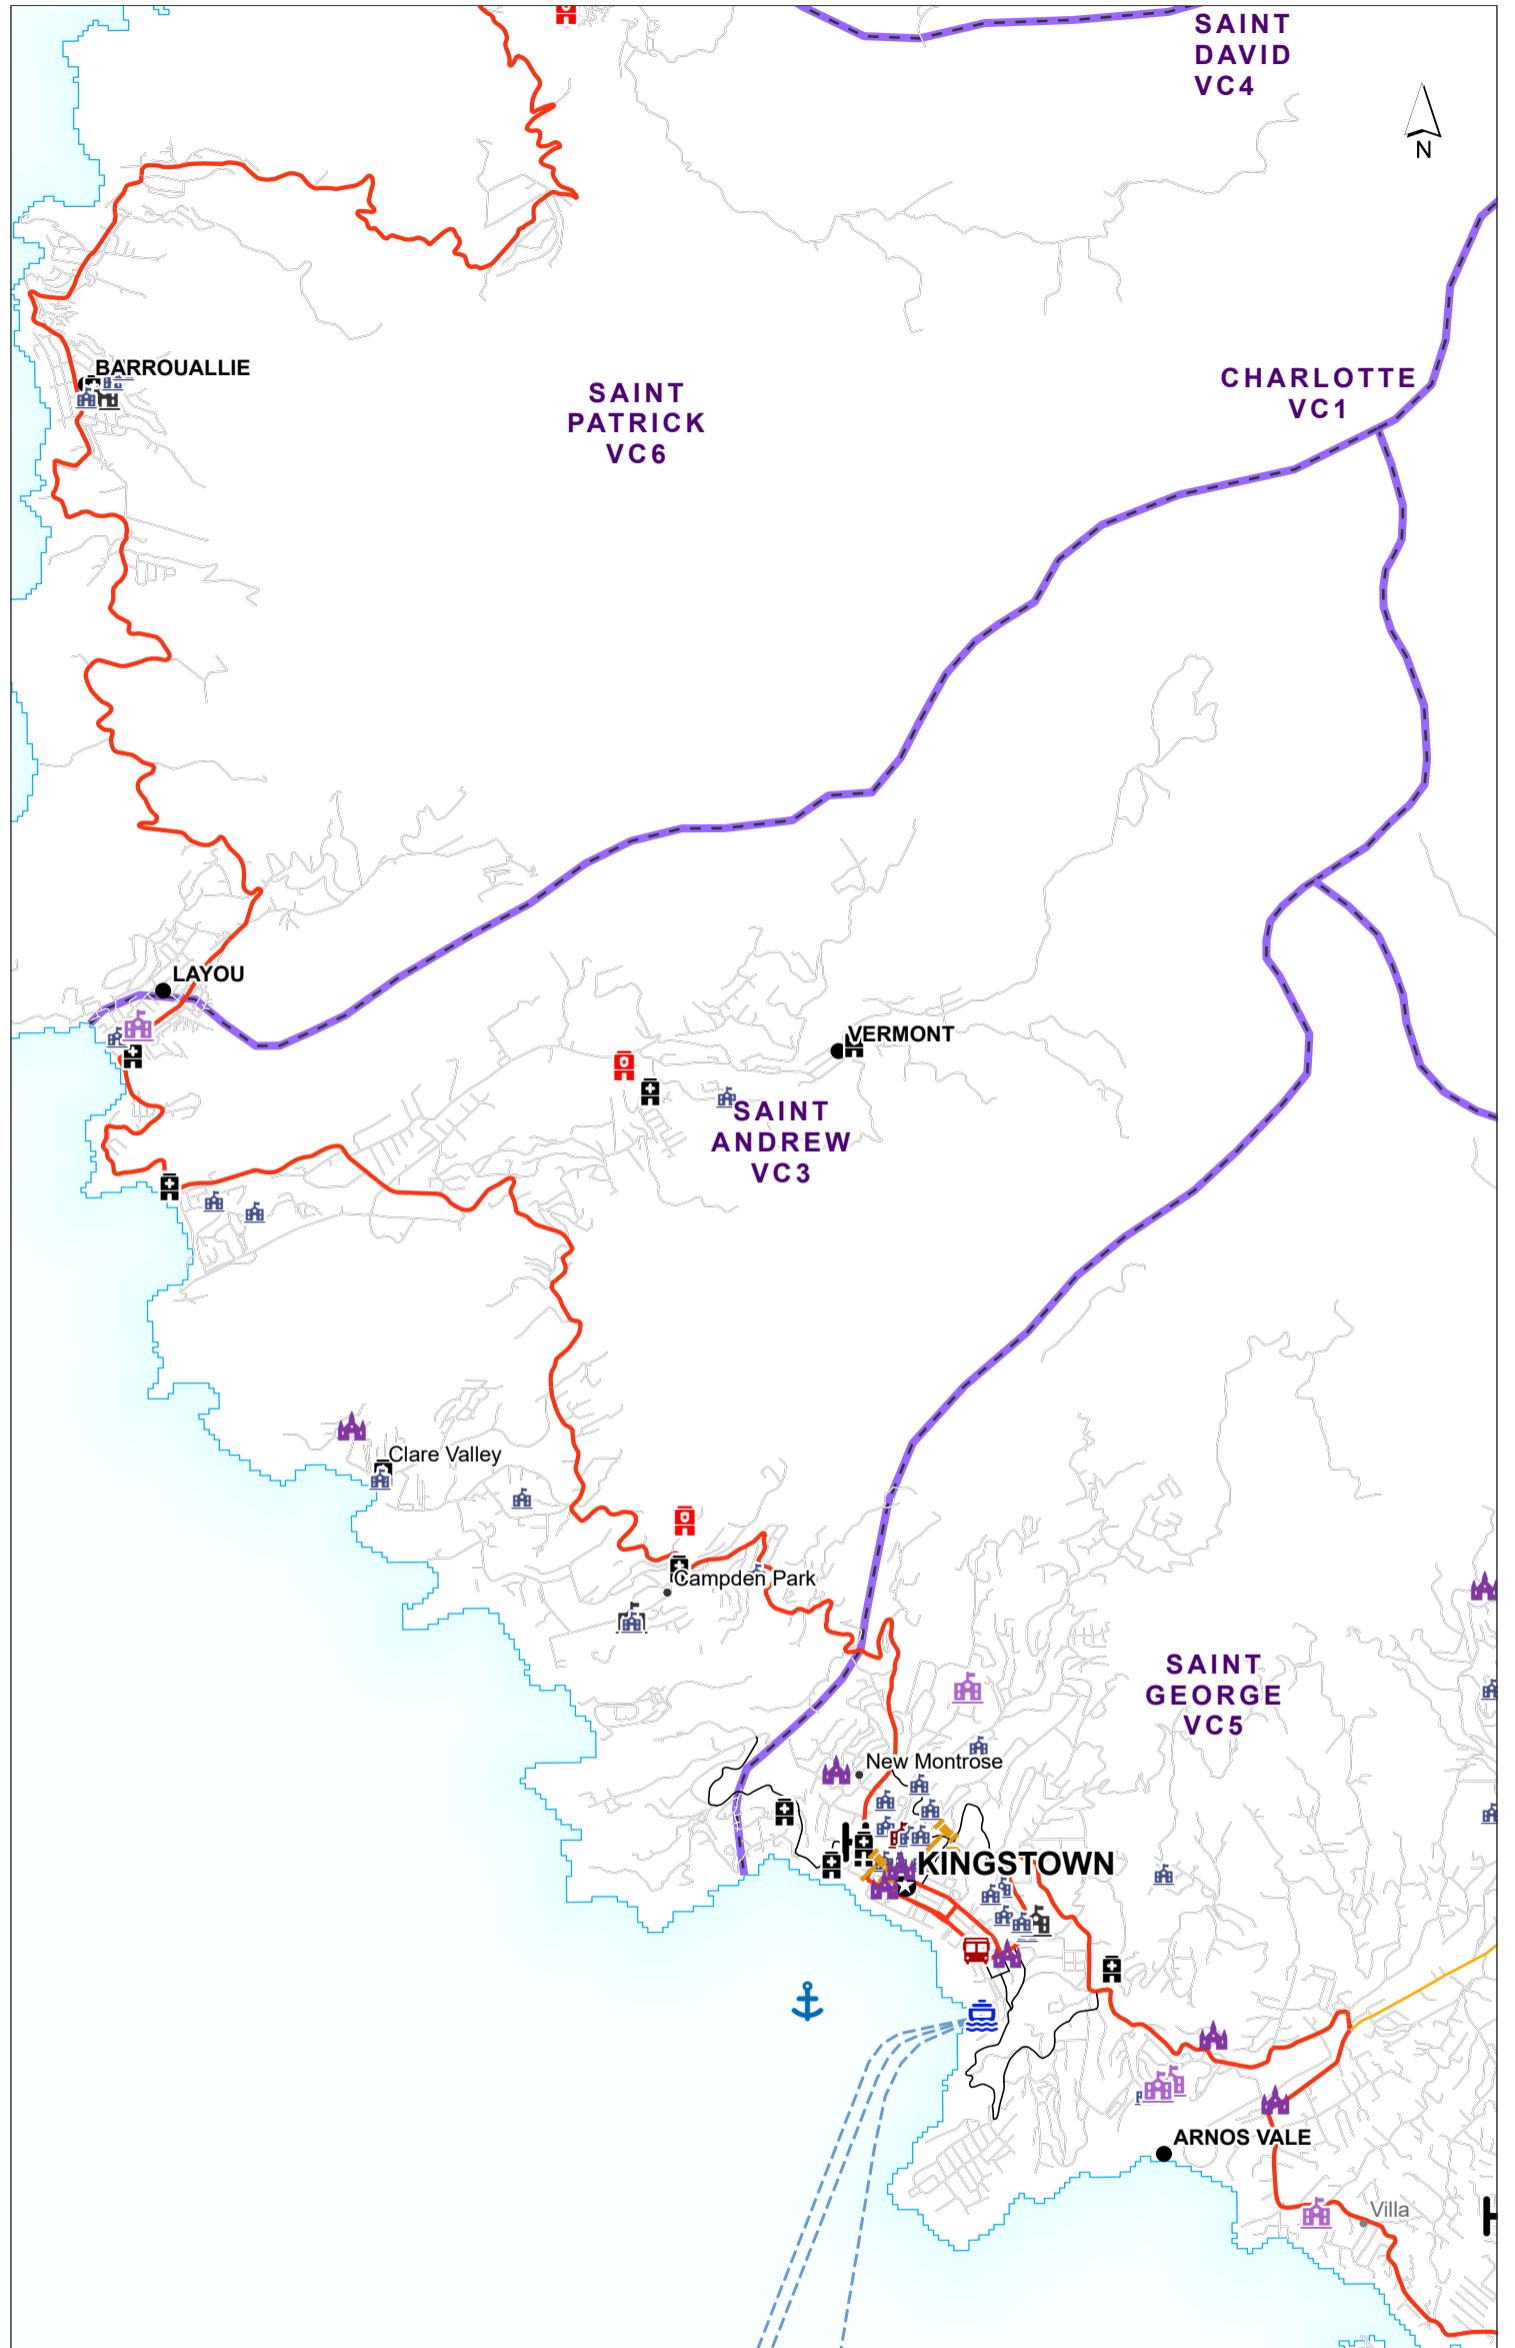 SAINT
DAVID
VC4
N
BARROUALLIE
SAINT
PATRICK
VC6
CHARLOTTE
VC1
LAYOU
VERMONT
SAINT
ANDREW
VC3
Clare Valley
Campden Park
SAINT
GEORGE
VC5
New Montrose
KINGSTOWN
ARNOS VALE
Villa